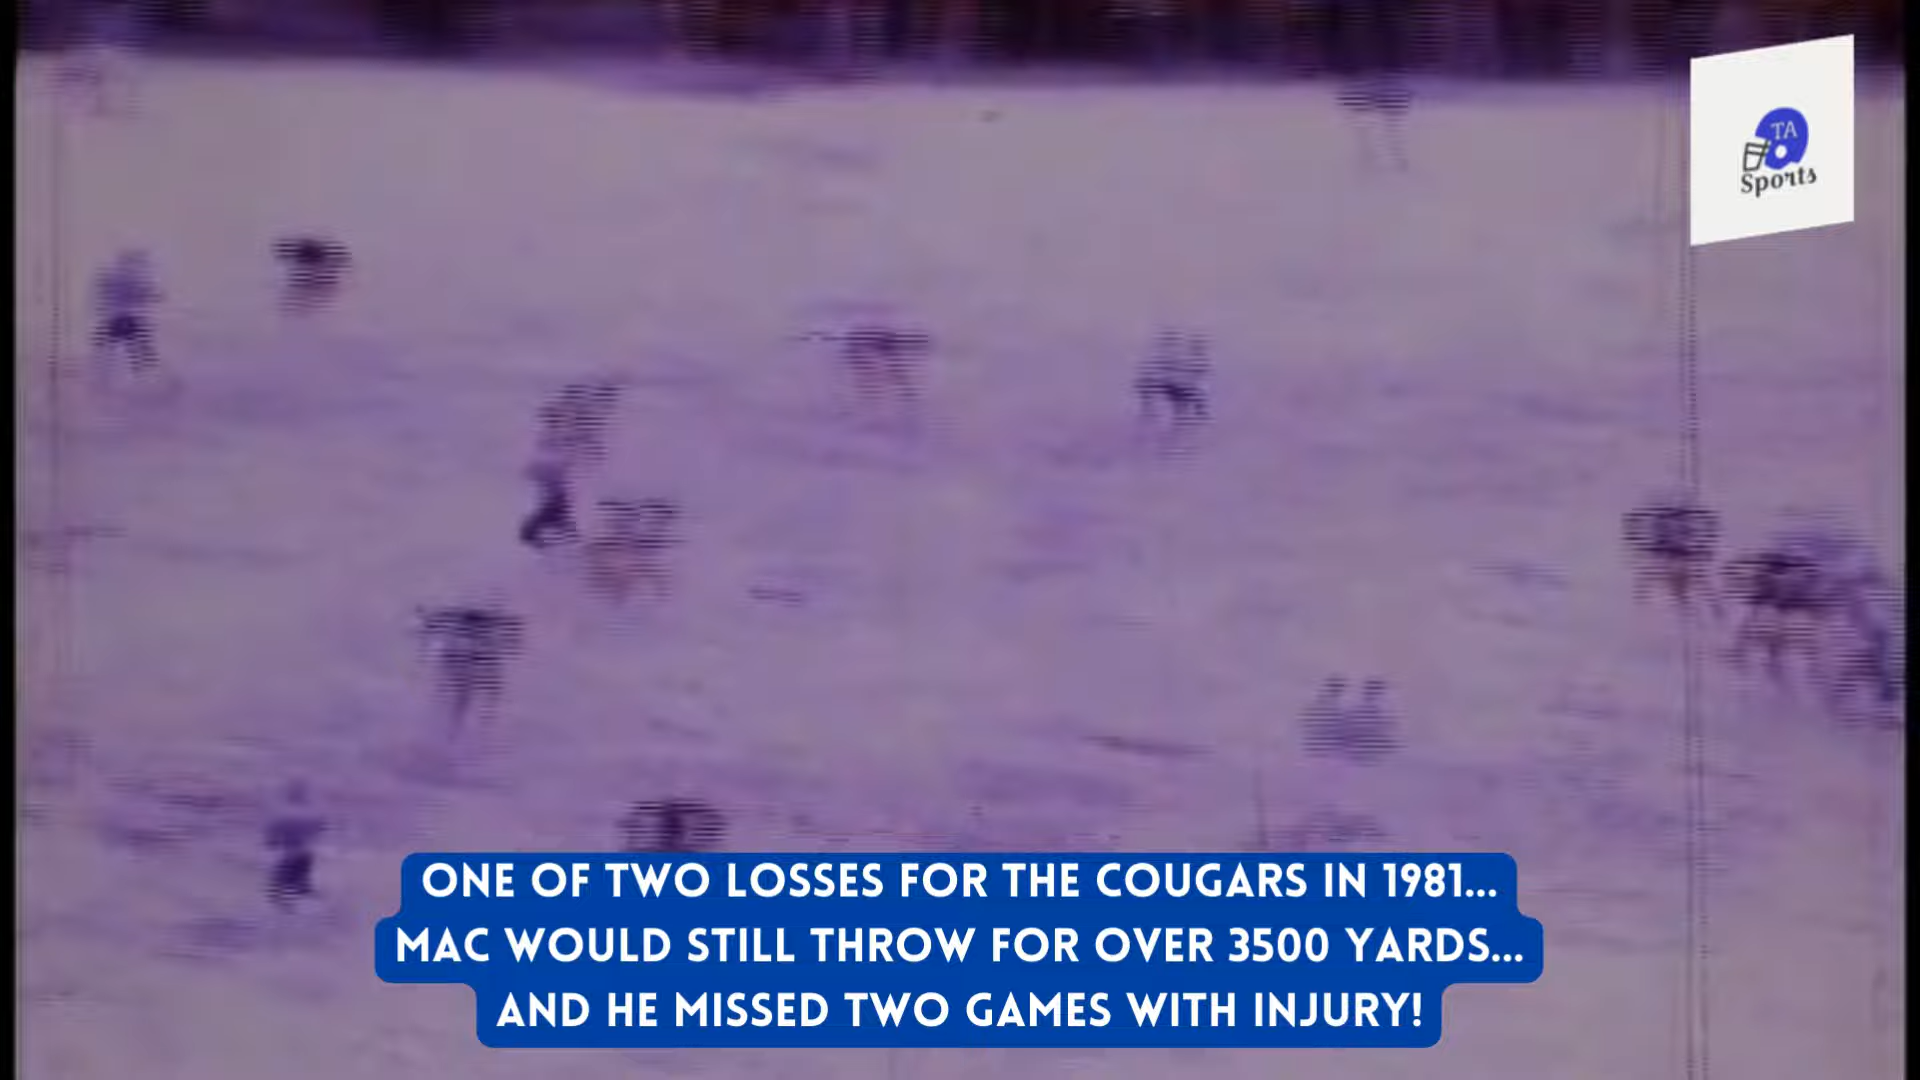 TA
Sports
ONE OF TWO LOSSES FOR THE COUGARS IN 1981...
MAC WOULD STILL THROW FOR OVER 3500 YARDS...
AND HE MISSED TWO GAMES WITH INJURY!